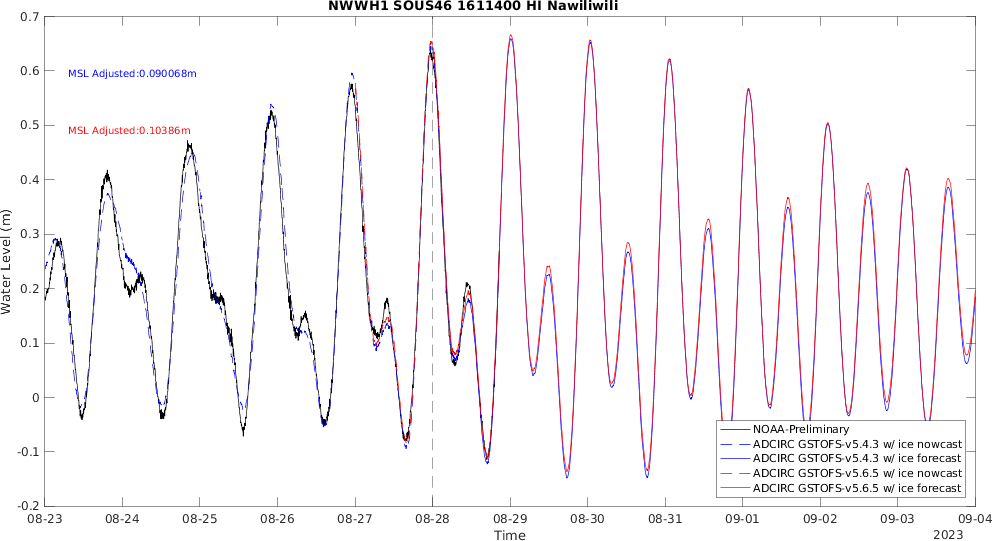 NWWH1 SOUS46 1611400 HI Nawiliwili
0.7
0.6
0.5
0.4
0.3
0.2
0.1
0
-0.1
-0.2
Water Level (m)
MSL Adjusted:0.090068m
MSL Adjusted:0.10386m
NOAA-Preliminary
ADCIRC GSTOFS-v5.4.3 w/ ice nowcast
ADCIRC GSTOFS-v5.4.3 w/ ice forecast
ADCIRC GSTOFS-v5.6.5 w/ ice nowcast
ADCIRC GSTOFS-v5.6.5 w/ ice forecast
08-23 08-24 08-25 08-26 08-27 08-28 08-29 08-30 08-31 09-01 09-02 09-03 09-04
Time
2023